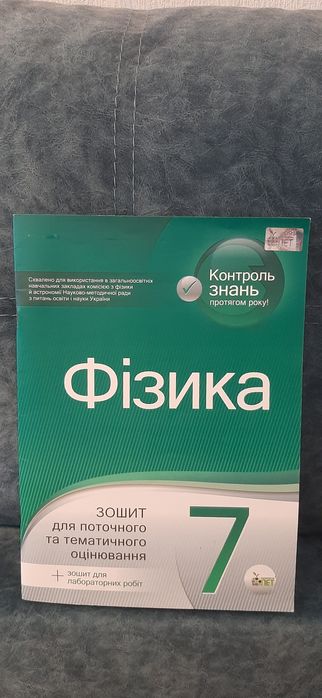 Схвалено для використання в загальноосвітніх
навчальних закладах комісією з фізики
й астрономії Науково-методичної ради
з питань освіти і науки України
Контроль
знань
протягом року!
Фізика
ЗОШИТ
для поточного
та тематичного
оцінювання
+ зошит для
лабораторних робіт
7
ПЕТ